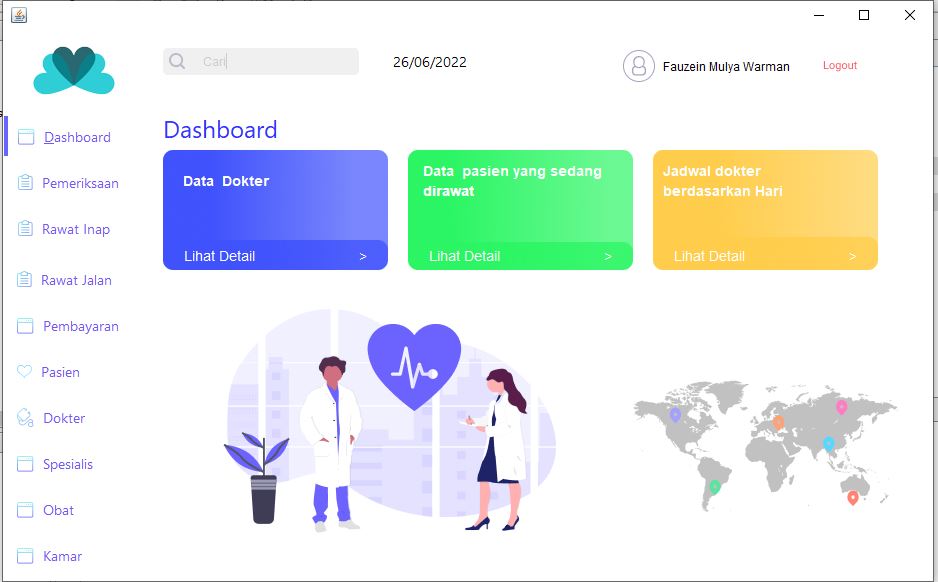 Cari
26/06/2022
Fauzein Mulya Warman
Logout
Dashboard
Pemeriksaan
Rawat Inap
Rawat Jalan
Pembayaran
Pasien
Dokter
Spesialis
Obat
Kamar
Dashboard
Data Dokter
Lihat Detail >
Data pasien yang sedang
dirawat
Lihat Detail >
Jadwal dokter
berdasarkan Hari
Lihat Detail >